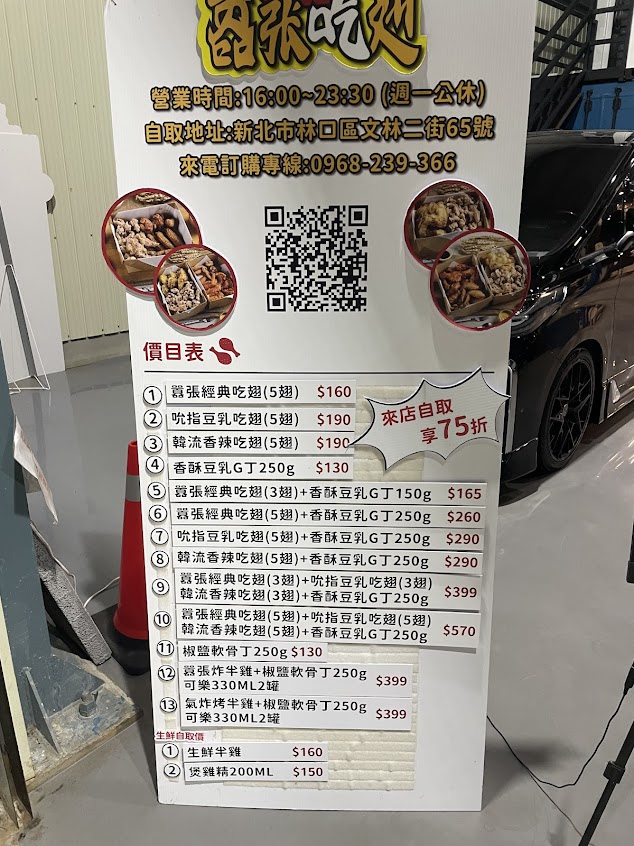 囂張吃翅
營業時間:16:00~23:30 (週一公休)
自取地址:新北市林口區文林二街65號
來電訂購專線:0968-239-366
價目表
來店自取
享75折
① 囂張經典吃翅(5翅) $160
② 吮指豆乳吃翅(5翅) $190
③ 韓流香辣吃翅(5翅) $190
④ 香酥豆乳G丁250g $130
⑤ 囂張經典吃翅(3翅)+香酥豆乳G丁150g $165
⑥ 囂張經典吃翅(5翅)+香酥豆乳G丁250g $260
⑦ 吮指豆乳吃翅(5翅)+香酥豆乳G丁250g $290
⑧ 韓流香辣吃翅(5翅)+香酥豆乳G丁250g $290
⑨ 囂張經典吃翅(3翅)+吮指豆乳吃翅(3翅)
韓流香辣吃翅(3翅)+香酥豆乳G丁250g $399
⑩ 囂張經典吃翅(5翅)+吮指豆乳吃翅(5翅)
韓流香辣吃翅(5翅)+香酥豆乳G丁250g $570
⑪ 椒鹽軟骨丁250g $130
⑫ 囂張炸半雞+椒鹽軟骨丁250g
可樂330ML2罐 $399
⑬ 氣炸烤半雞+椒鹽軟骨丁250g
可樂330ML2罐 $399
生鮮自取價
① 生鮮半雞 $160
② 煲雞精200ML $150